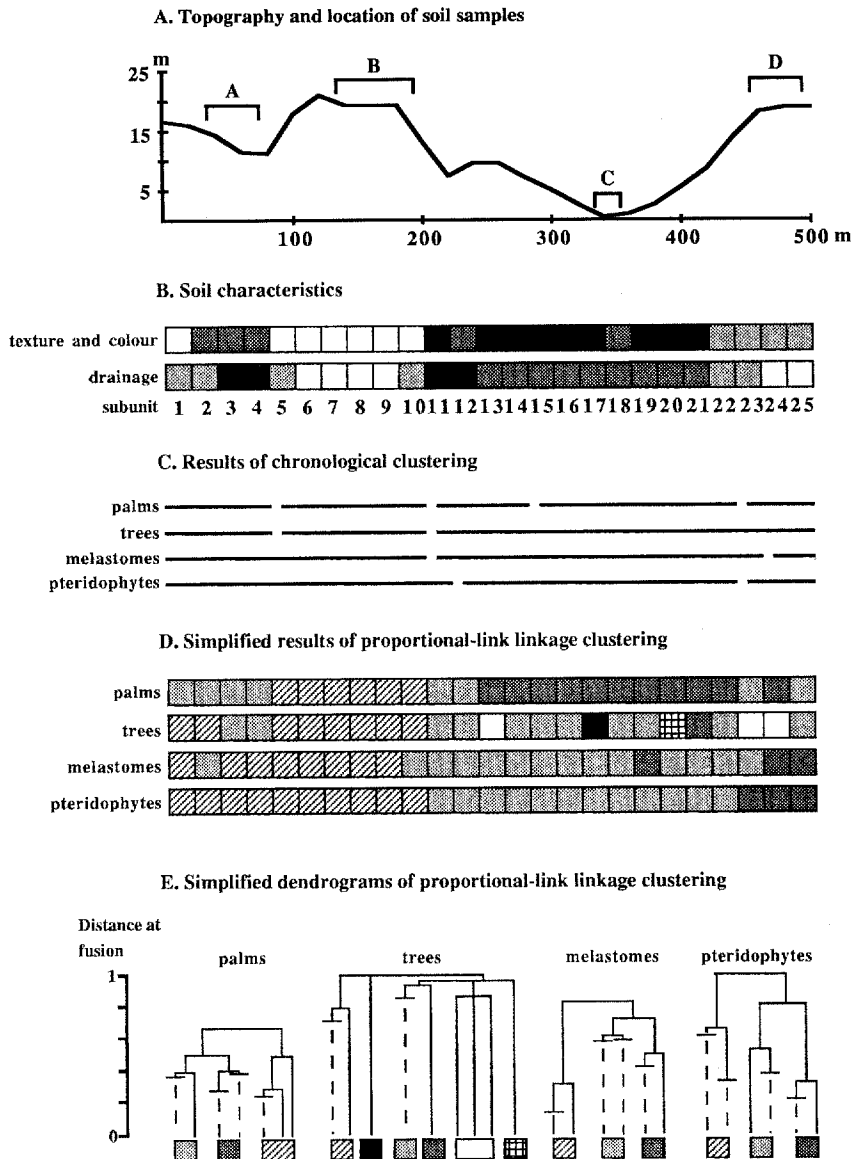 A. Topography and location of soil samples
m
25
15
5
A
B
C
D
100
200
300
400
500 m
B. Soil characteristics
texture and colour
drainage
subunit 1 2 3 4 5 6 7 8 9 10 11 12 13 14 15 16 17 18 19 20 21 22 23 24 25
C. Results of chronological clustering
palms
trees
melastomes
pteridophytes
D. Simplified results of proportional-link linkage clustering
palms
trees
melastomes
pteridophytes
E. Simplified dendrograms of proportional-link linkage clustering
Distance at
fusion
palms
trees
melastomes
pteridophytes
1
0